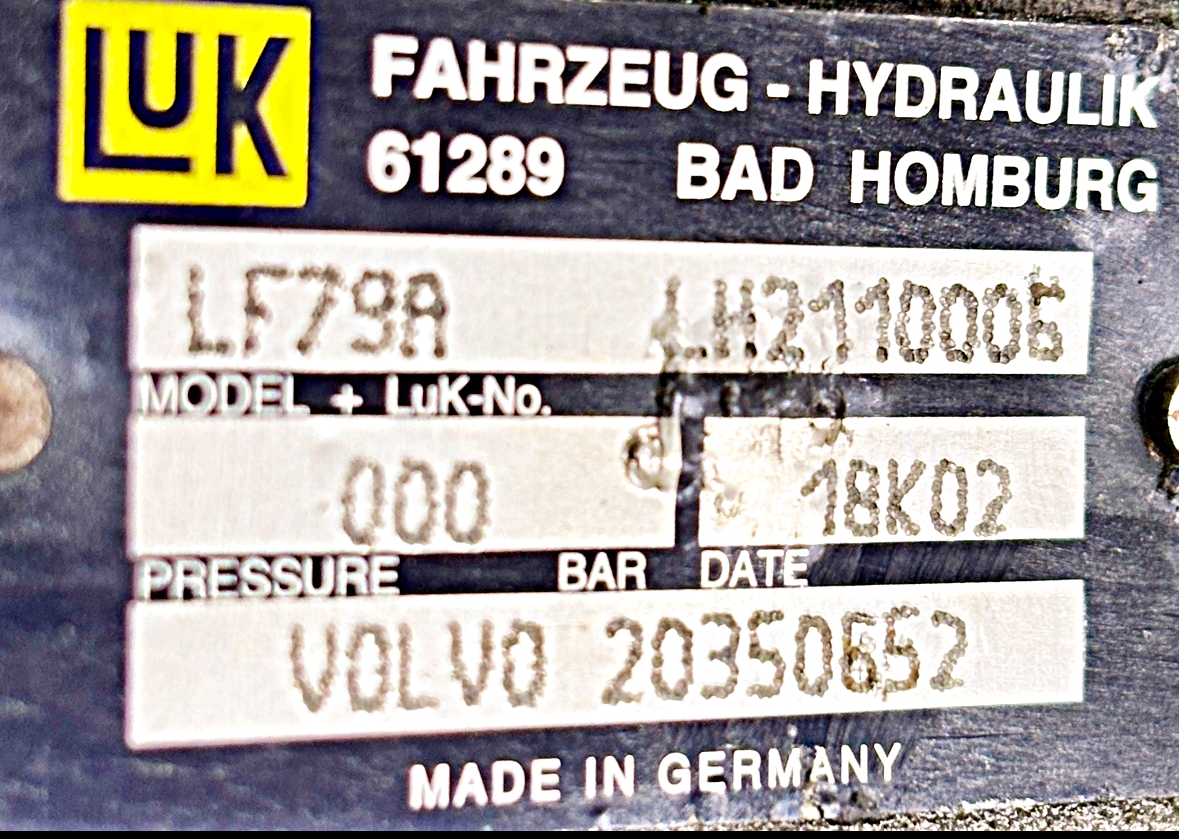 LUK
FAHRZEUG - HYDRAULIK
61289 BAD HOMBURG
LF79A LH2110006
MODEL + LuK-No.
000 18K02
PRESSURE BAR DATE
VOLVO 20350652
MADE IN GERMANY